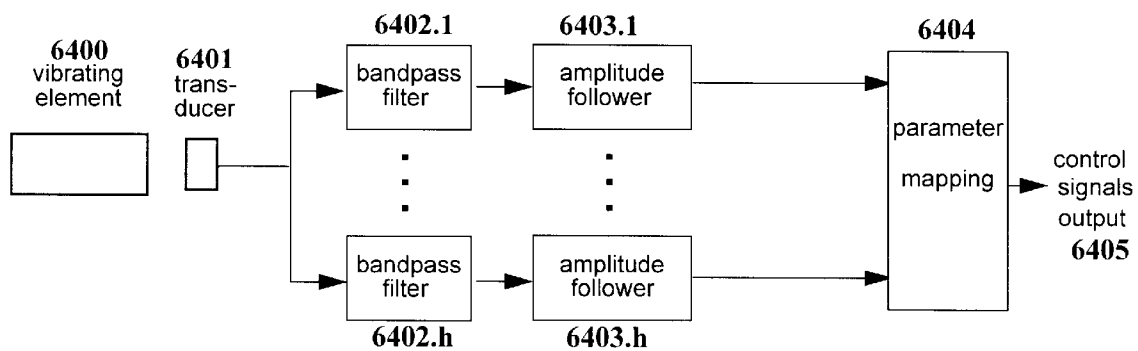 6400
vibrating
element
6401
trans-
ducer
6402.1
bandpass
filter
6403.1
amplitude
follower
6404
parameter
mapping
control
signals
output
6405
bandpass
filter
6402.h
amplitude
follower
6403.h